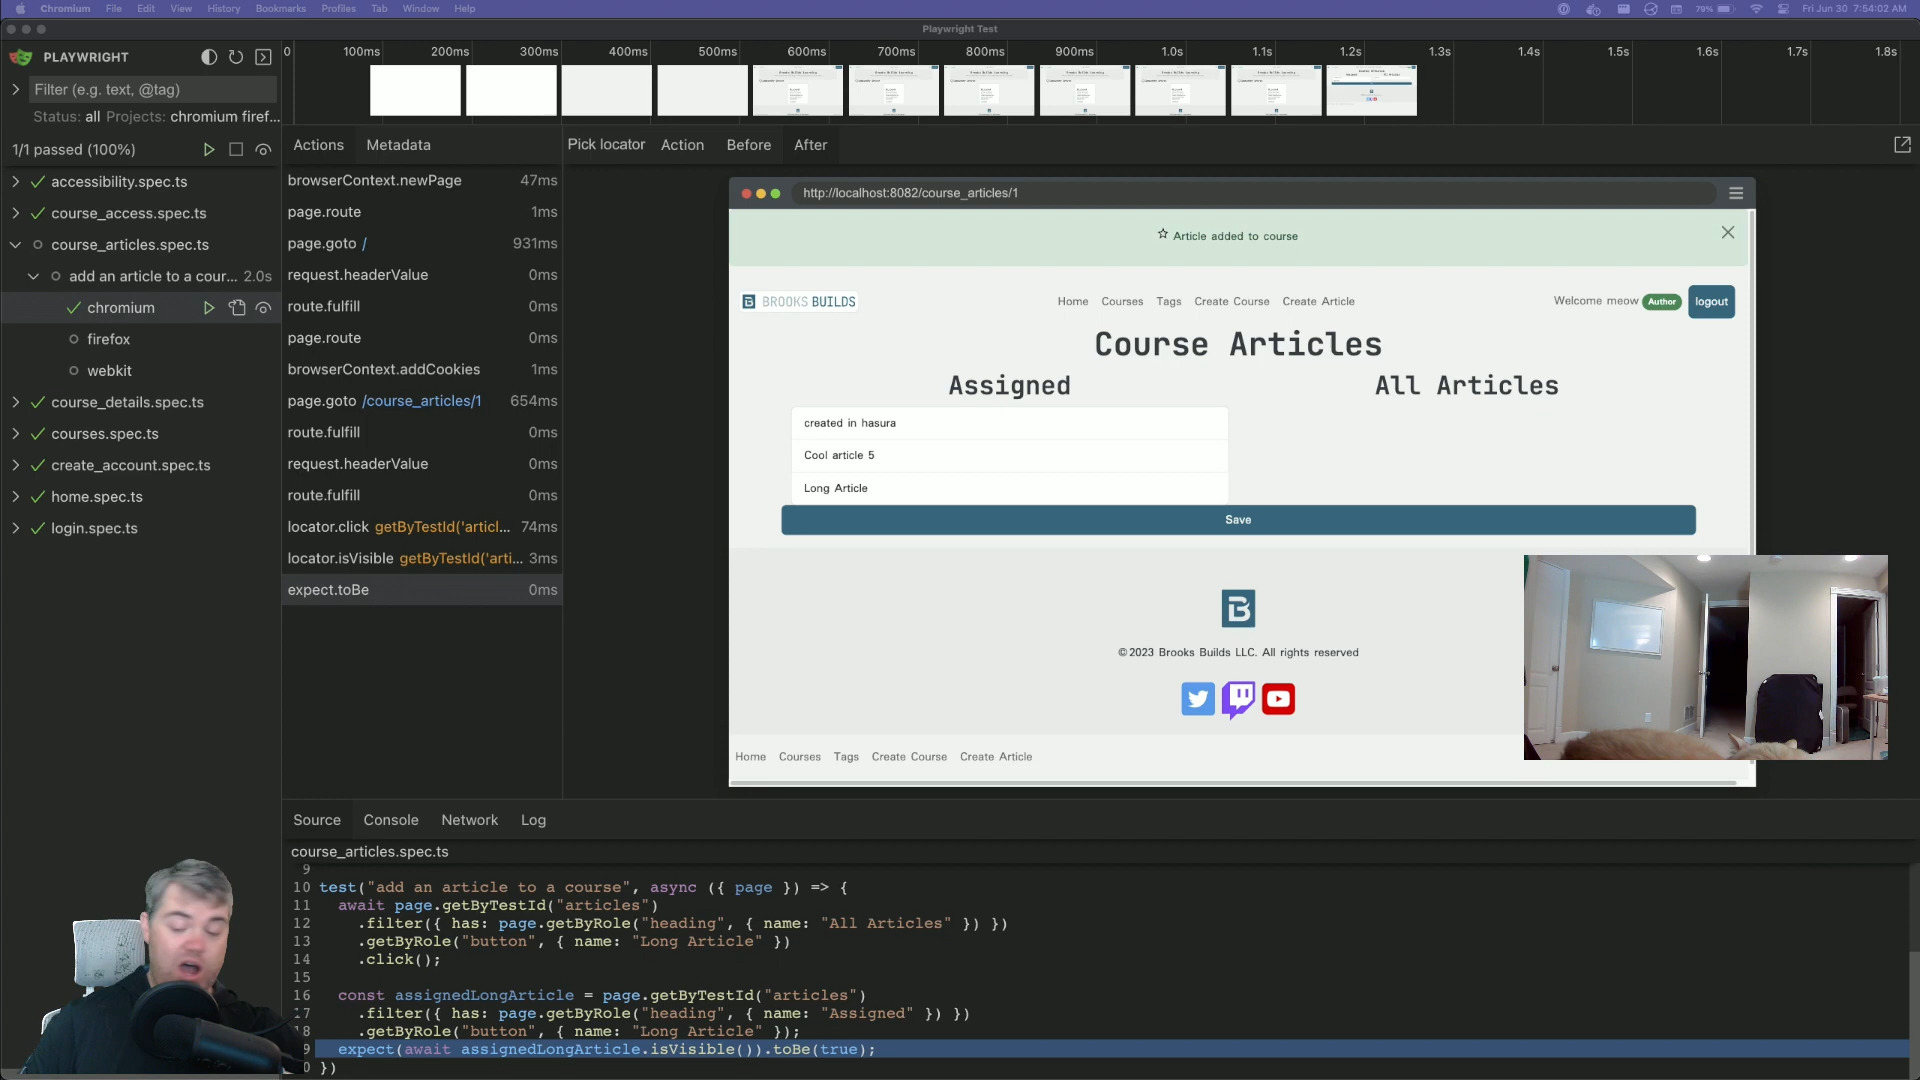 Chromium File Edit View History Bookmarks Profiles Tab Window Help
79% Fri Jun 30 7:54:02 AM
Playwright Test
PLAYWRIGHT
Filter (e.g. text, @tag)
Status: all Projects: chromium firef...
1/1 passed (100%)
accessibility.spec.ts
course_access.spec.ts
course_articles.spec.ts
add an article to a cour... 2.0s
chromium
firefox
webkit
course_details.spec.ts
courses.spec.ts
create_account.spec.ts
home.spec.ts
login.spec.ts
0 100ms 200ms 300ms 400ms 500ms 600ms 700ms 800ms 900ms 1.0s 1.1s 1.2s 1.3s 1.4s 1.5s 1.6s 1.7s 1.8s
Actions Metadata
browserContext.newPage 47ms
page.route 1ms
page.goto / 931ms
request.headerValue 0ms
route.fulfill 0ms
page.route 0ms
browserContext.addCookies 1ms
page.goto /course_articles/1 654ms
route.fulfill 0ms
request.headerValue 0ms
route.fulfill 0ms
locator.click getByTestId('articl... 74ms
locator.isVisible getByTestId('arti... 3ms
expect.toBe 0ms
Pick locator Action Before After
http://localhost:8082/course_articles/1
Article added to course
BROOKS BUILDS
Home Courses Tags Create Course Create Article
Welcome meow Author logout
Course Articles
Assigned
All Articles
created in hasura
Cool article 5
Long Article
Save
©2023 Brooks Builds LLC. All rights reserved
Home Courses Tags Create Course Create Article
Source Console Network Log
course_articles.spec.ts
9
10 test("add an article to a course", async ({ page }) => {
11 await page.getByTestId("articles")
12 .filter({ has: page.getByRole("heading", { name: "All Articles" }) })
13 .getByRole("button", { name: "Long Article" })
14 .click();
15
16 const assignedLongArticle = page.getByTestId("articles")
17 .filter({ has: page.getByRole("heading", { name: "Assigned" }) })
18 .getByRole("button", { name: "Long Article" });
9 expect(await assignedLongArticle.isVisible()).toBe(true);
0 })